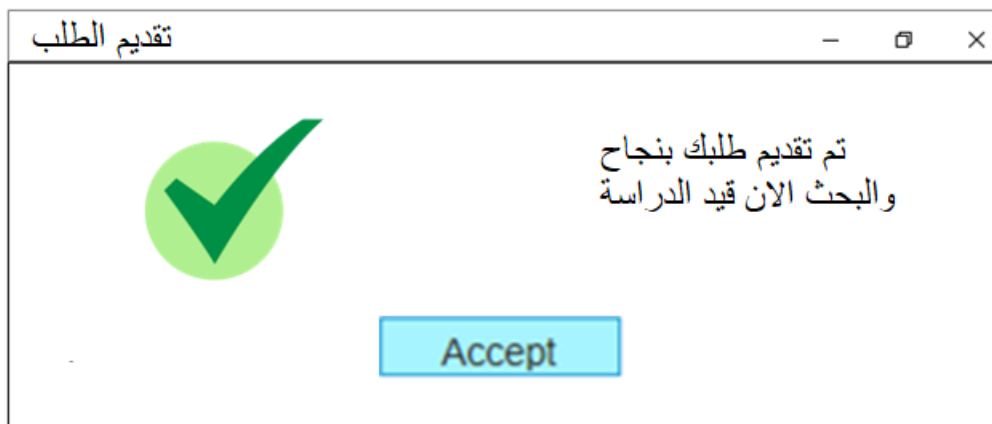 تقديم الطلب
تم تقديم طلبك بنجاح
والبحث الان قيد الدراسة
Accept